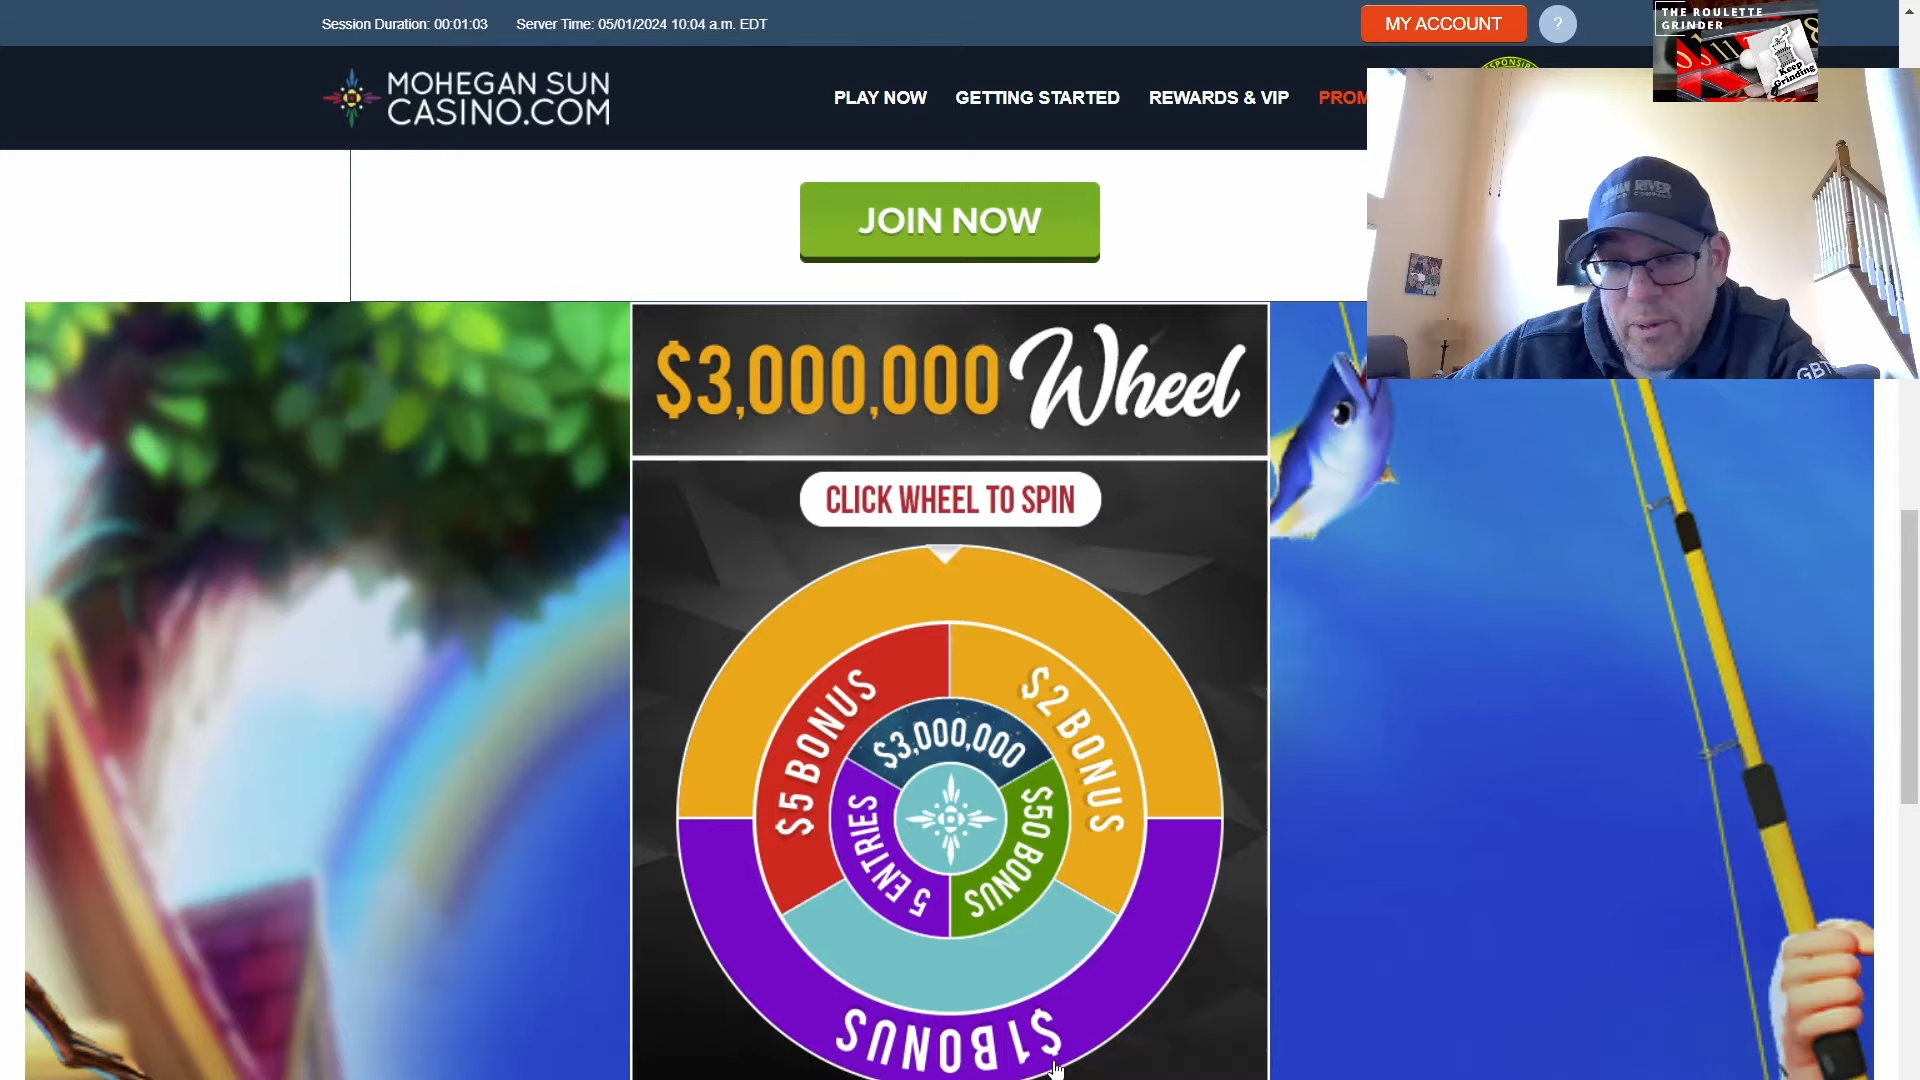 Session Duration: 00:01:03 Server Time: 05/01/2024 10:04 a.m. EDT
MY ACCOUNT ?
THE ROULETTE
GRINDER
Keep
Grinding
MOHEGAN SUN
CASINO.COM
PLAY NOW GETTING STARTED REWARDS & VIP PROM
JOIN NOW
RIVER
GBT
$3,000,000 Wheel
CLICK WHEEL TO SPIN
$5 BONUS
$2 BONUS
$3,000,000
5 ENTRIES
$50 BONUS
$1 BONUS